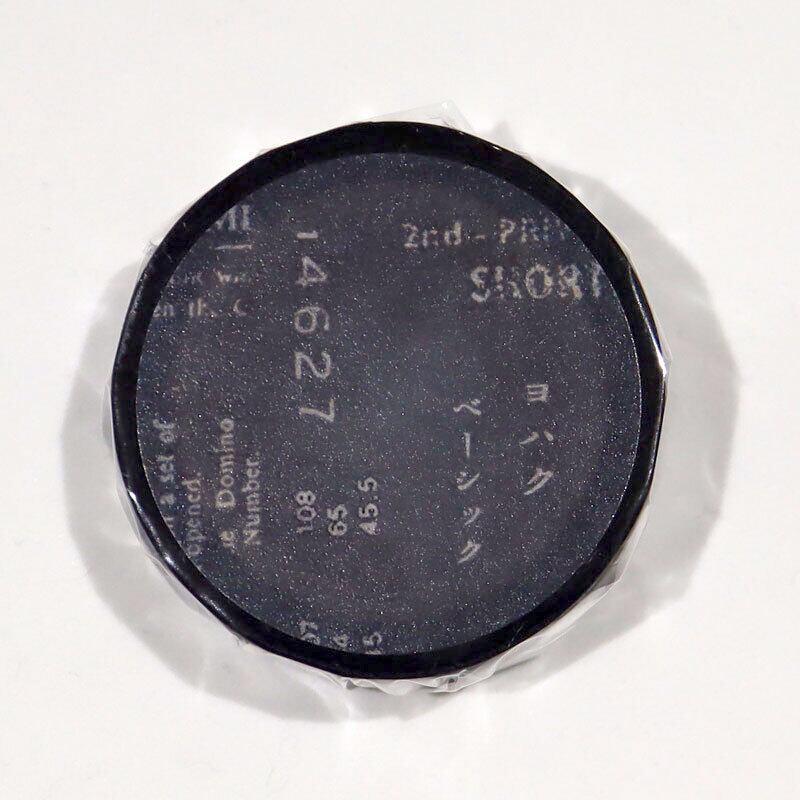 2nd - PRI
SHORT
14627
ヨハク
ベーシック
a set of
opened.
Domino
Number.
108
65
45.5